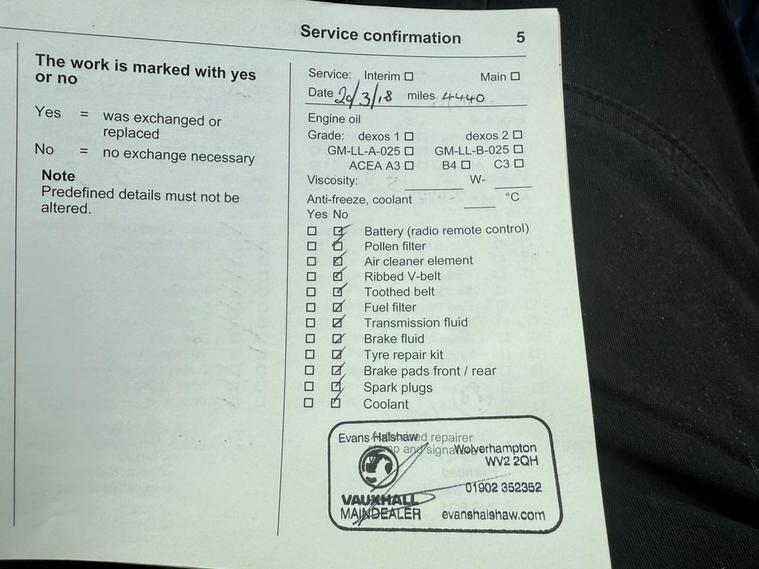 Service confirmation 5
The work is marked with yes
or no
Yes = was exchanged or
replaced
No = no exchange necessary
Note
Predefined details must not be
altered.
Service: Interim ☐ Main ☐
Date 20/3/18 miles 4440
Engine oil
Grade: dexos 1 ☐ dexos 2 ☐
GM-LL-A-025 ☐ GM-LL-B-025 ☐
ACEA A3 ☐ B4 ☐ C3 ☐
Viscosity: W-
Anti-freeze, coolant °C
Yes No
Battery (radio remote control)
Pollen filter
Air cleaner element
Ribbed V-belt
Toothed belt
Fuel filter
Transmission fluid
Brake fluid
Tyre repair kit
Brake pads front / rear
Spark plugs
Coolant
Evans Halshaw repairer
Wolverhampton
WV2 2QH
01902 352352
VAUXHALL
MAINDEALER evanshalshaw.com